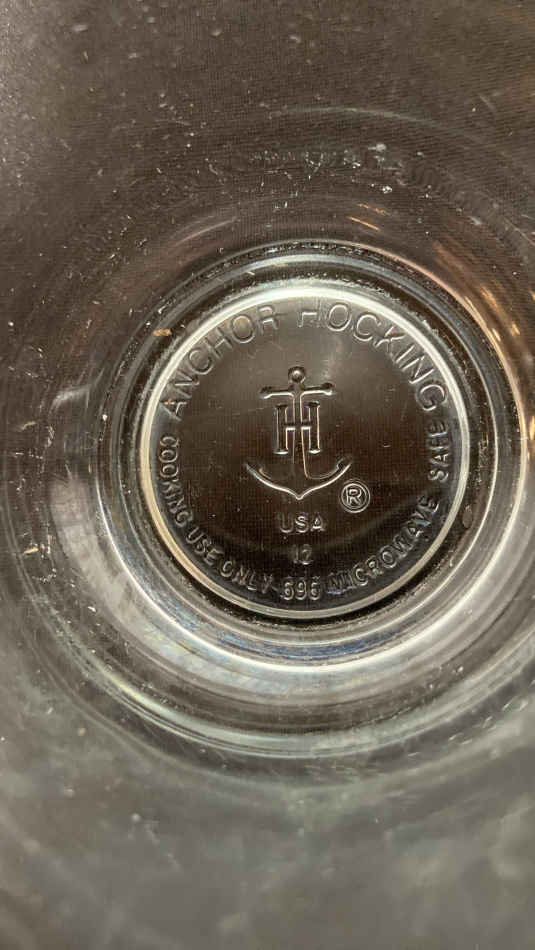 ANCHOR HOCKING
H
®
USA
12
COOKING USE ONLY 696 MICROWAVE SAFE